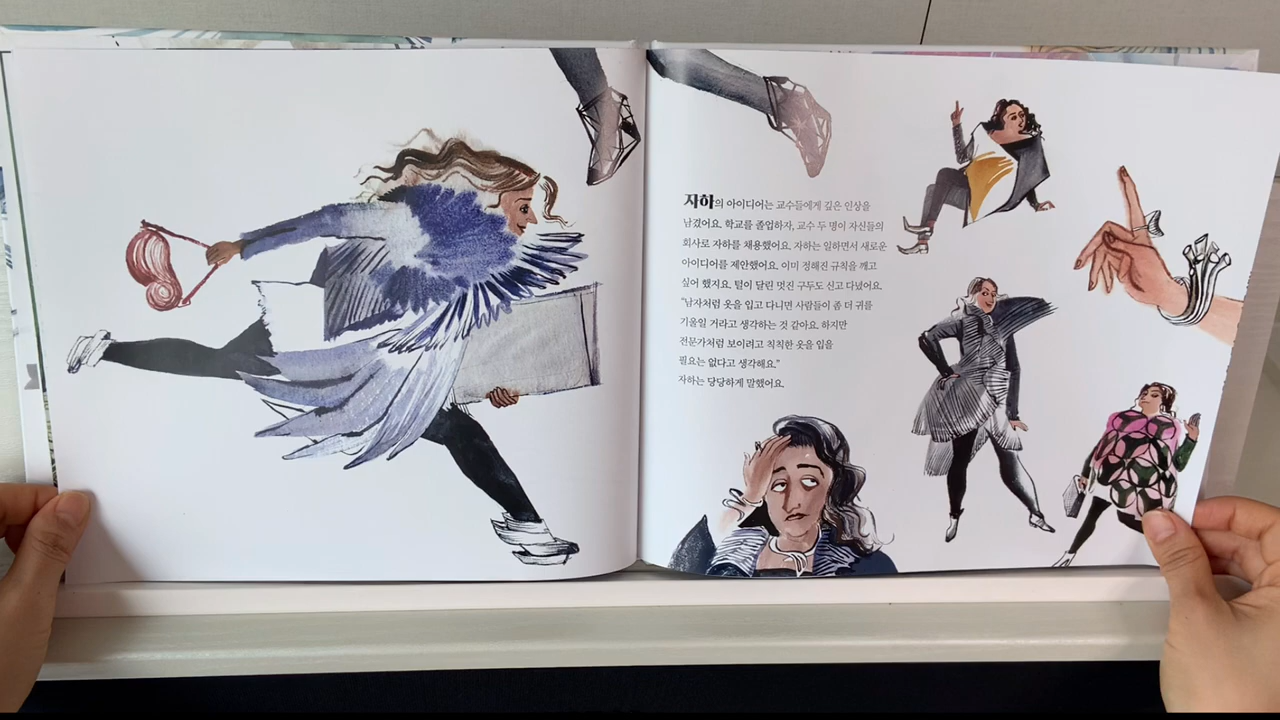 자하의 아이디어는 교수들에게 깊은 인상을
남겼어요. 학교를 졸업하자, 교수 두 명이 자신들의
회사로 자하를 채용했어요. 자하는 일하면서 새로운
아이디어를 제안했어요. 이미 정해진 규칙을 깨고
싶어 했지요. 털이 달린 멋진 구두도 신고 다녔어요.
"남자처럼 옷을 입고 다니면 사람들이 좀 더 귀를
기울일 거라고 생각하는 것 같아요. 하지만
전문가처럼 보이려고 칙칙한 옷을 입을
필요는 없다고 생각해요."
자하는 당당하게 말했어요.